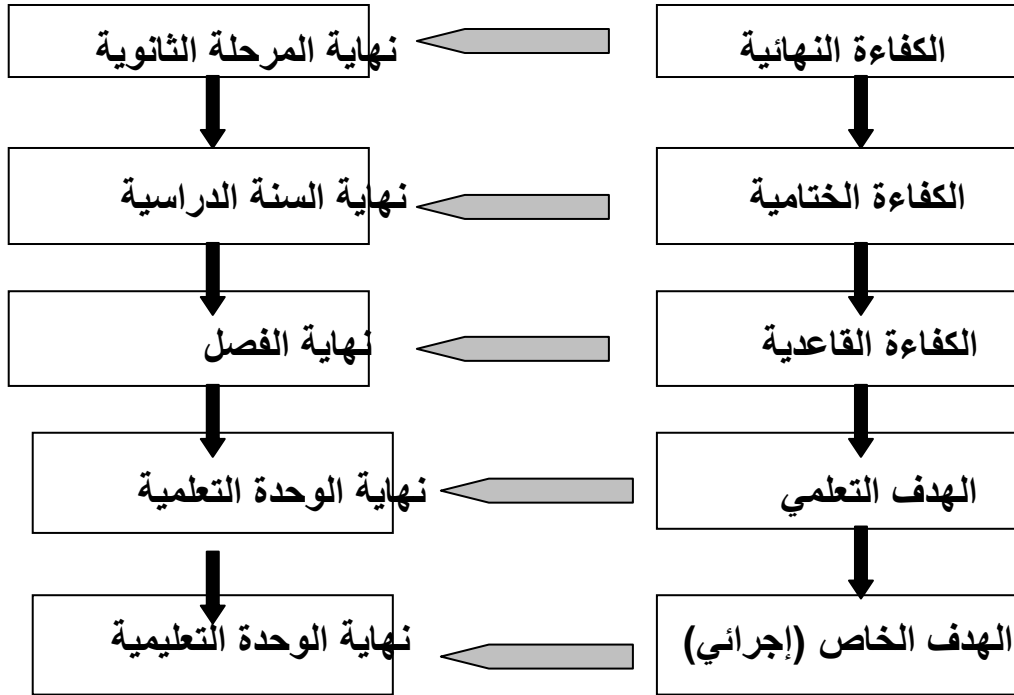 الكفاءة النهائية
نهاية المرحلة الثانوية
الكفاءة الختامية
نهاية السنة الدراسية
الكفاءة القاعدية
نهاية الفصل
الهدف التعلمي
نهاية الوحدة التعلمية
الهدف الخاص (إجرائي)
نهاية الوحدة التعليمية